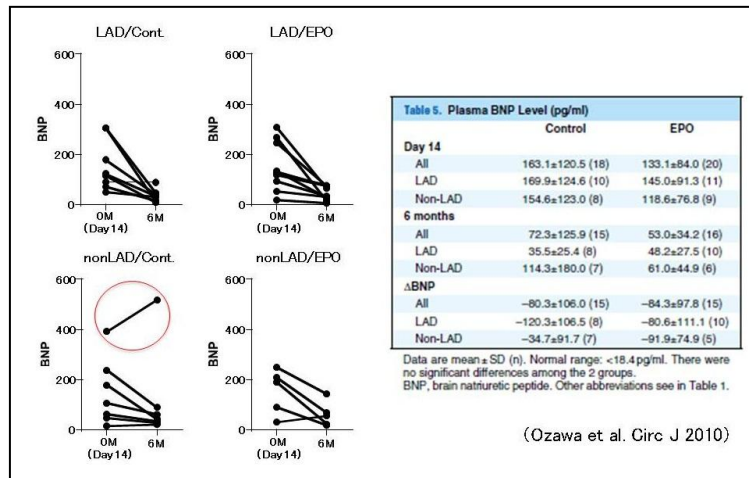 LAD/Cont.
LAD/EPO
600
400
200
0
BNP
0M
6M
(Day14)
600
400
200
0
BNP
0M
6M
(Day14)
nonLAD/Cont.
nonLAD/EPO
600
400
200
0
BNP
0M
6M
(Day14)
600
400
200
0
BNP
0M
6M
(Day14)
Table 5. Plasma BNP Level (pg/ml)
Control EPO
Day 14
All 163.1±120.5 (18) 133.1±84.0 (20)
LAD 169.9±124.6 (10) 145.0±91.3 (11)
Non-LAD 154.6±123.0 (8) 118.6±76.8 (9)
6 months
All 72.3±125.9 (15) 53.0±34.2 (16)
LAD 35.5±25.4 (8) 48.2±27.5 (10)
Non-LAD 114.3±180.0 (7) 61.0±44.9 (6)
ΔBNP
All −80.3±106.0 (15) −84.3±97.8 (15)
LAD −120.3±106.5 (8) −80.6±111.1 (10)
Non-LAD −34.7±91.7 (7) −91.9±74.9 (5)
Data are mean±SD (n). Normal range: <18.4 pg/ml. There were
no significant differences among the 2 groups.
BNP, brain natriuretic peptide. Other abbreviations see in Table 1.
(Ozawa et al. Circ J 2010)